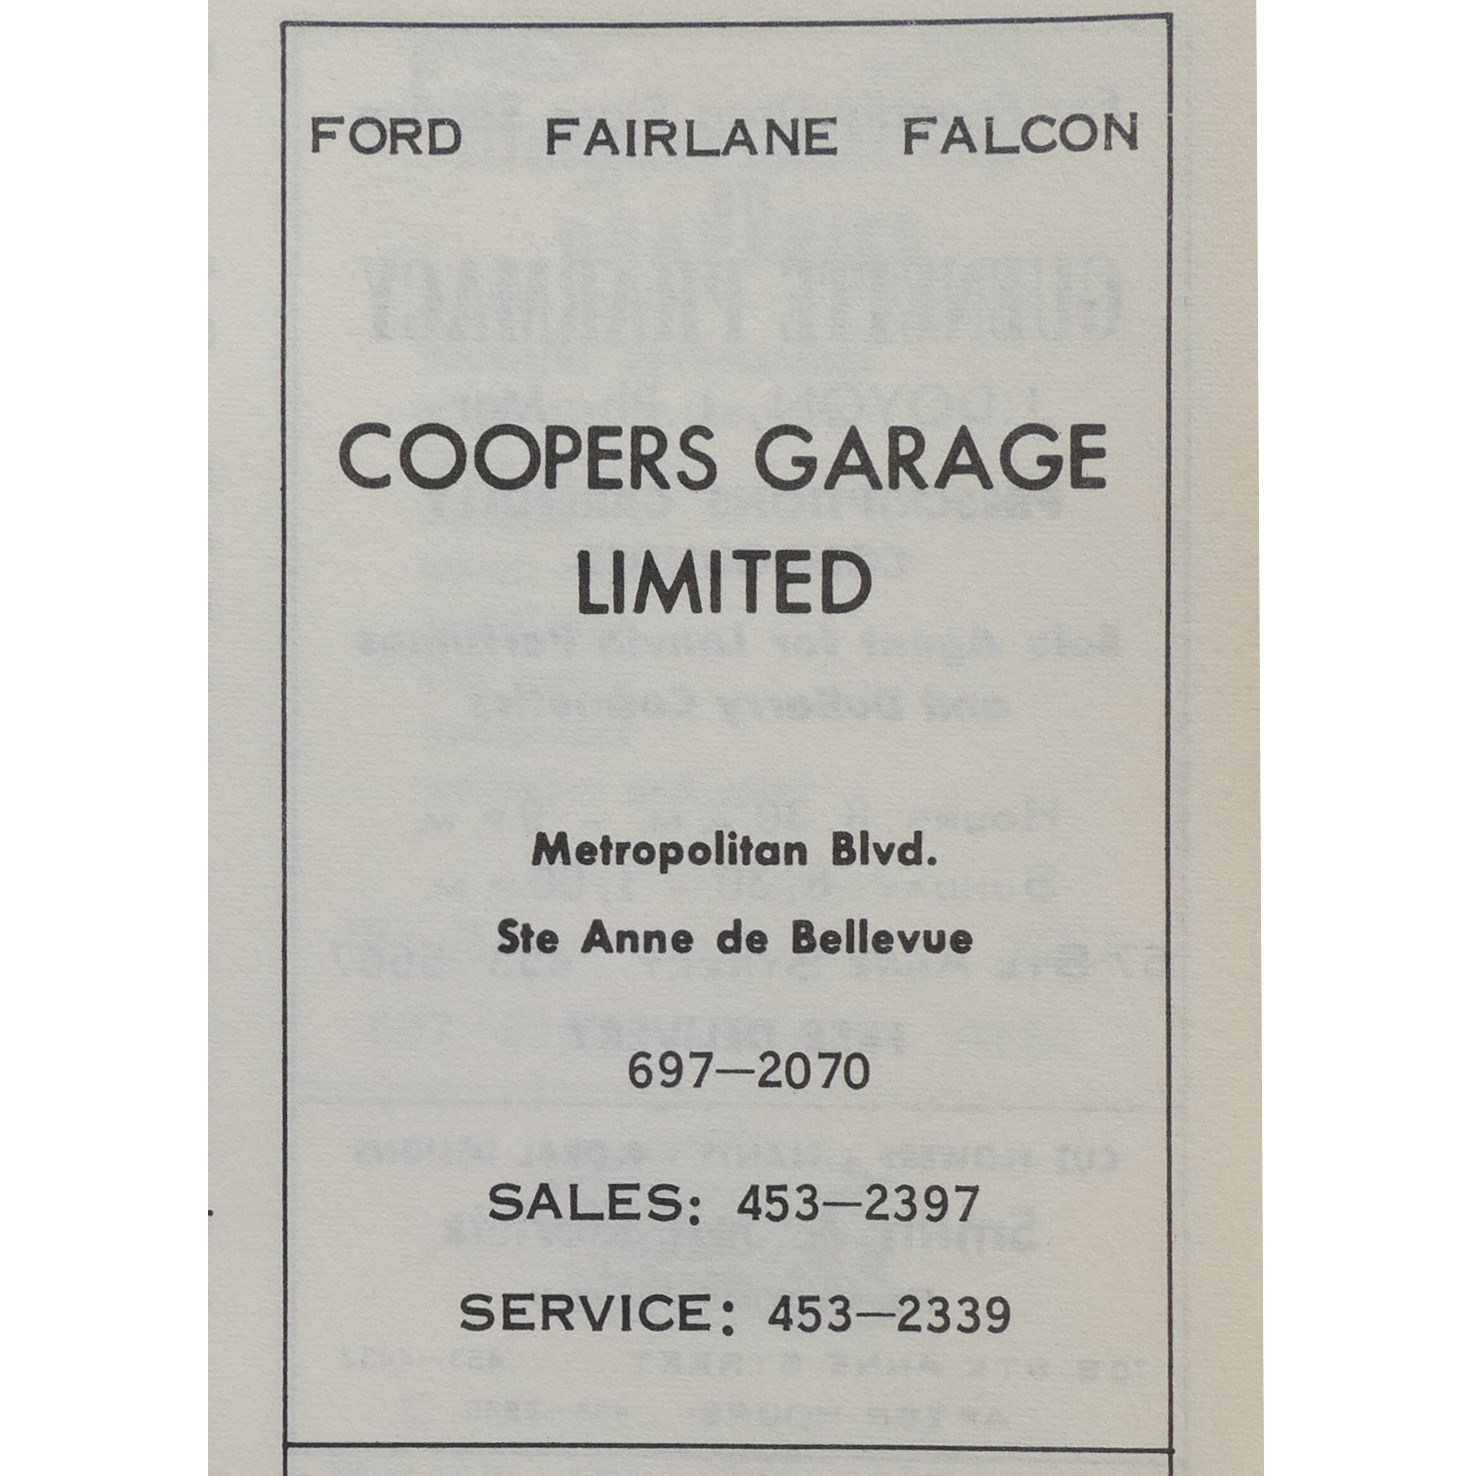 FORD FAIRLANE FALCON
COOPERS GARAGE
LIMITED
Metropolitan Blvd.
Ste Anne de Bellevue
697—2070
SALES: 453—2397
SERVICE: 453—2339